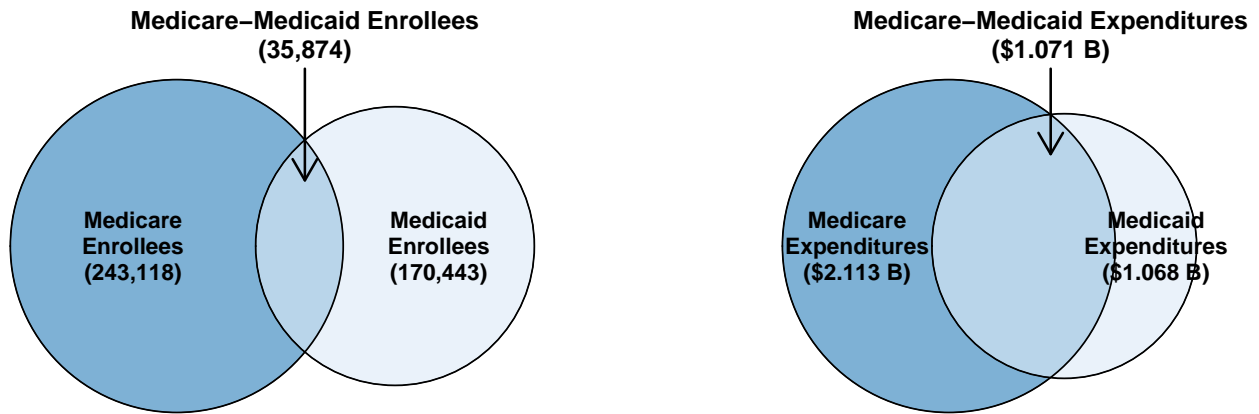 Medicare–Medicaid Enrollees
(35,874)
Medicare
Enrollees
(243,118)
Medicaid
Enrollees
(170,443)
Medicare–Medicaid Expenditures
($1.071 B)
Medicare
Expenditures
($2.113 B)
Medicaid
Expenditures
($1.068 B)